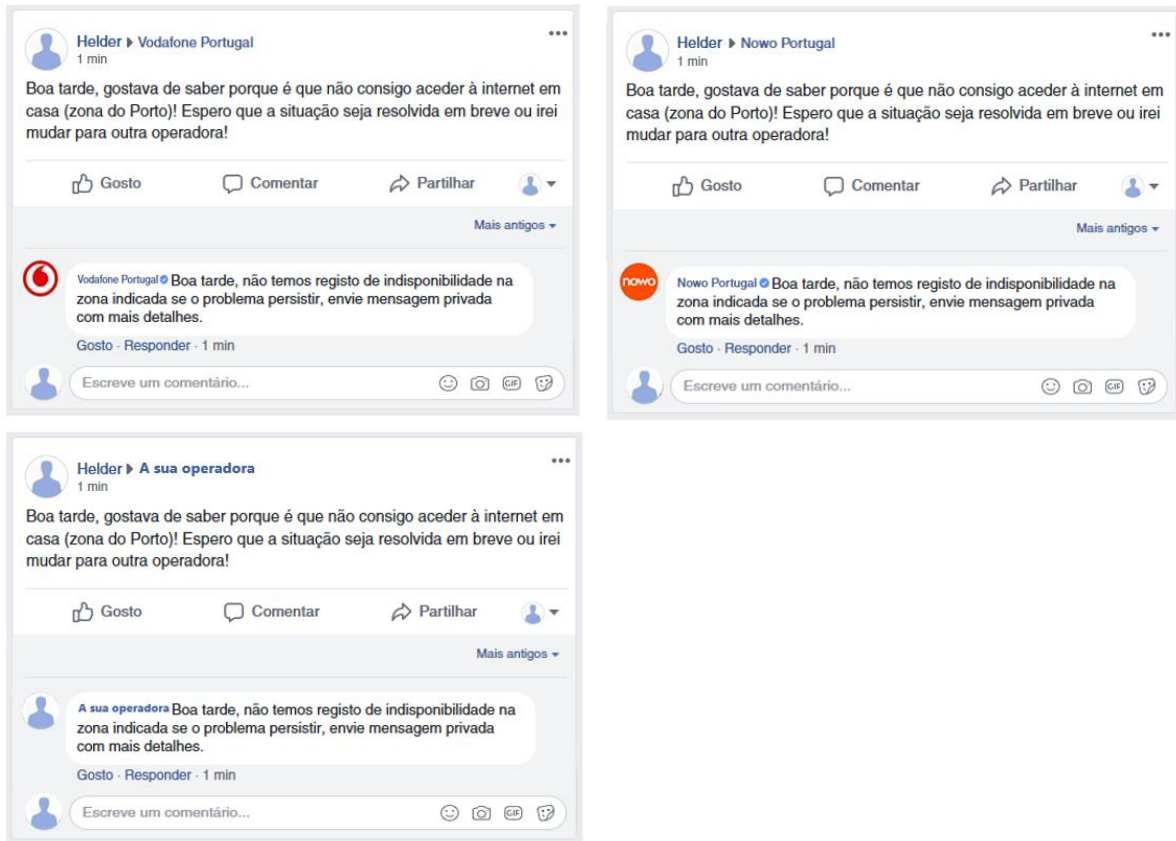 Helder ▶ Vodafone Portugal
1 min
Boa tarde, gostava de saber porque é que não consigo aceder à internet em
casa (zona do Porto)! Espero que a situação seja resolvida em breve ou irei
mudar para outra operadora!
Gosto Comentar Partilhar
Mais antigos
Vodafone Portugal Boa tarde, não temos registo de indisponibilidade na
zona indicada se o problema persistir, envie mensagem privada
com mais detalhes.
Gosto · Responder · 1 min
Escreve um comentário... GIF
Helder ▶ Nowo Portugal
1 min
Boa tarde, gostava de saber porque é que não consigo aceder à internet em
casa (zona do Porto)! Espero que a situação seja resolvida em breve ou irei
mudar para outra operadora!
Gosto Comentar Partilhar
Mais antigos
nowo
Nowo Portugal Boa tarde, não temos registo de indisponibilidade na
zona indicada se o problema persistir, envie mensagem privada
com mais detalhes.
Gosto · Responder · 1 min
Escreve um comentário... GIF
Helder ▶ A sua operadora
1 min
Boa tarde, gostava de saber porque é que não consigo aceder à internet em
casa (zona do Porto)! Espero que a situação seja resolvida em breve ou irei
mudar para outra operadora!
Gosto Comentar Partilhar
Mais antigos
A sua operadora Boa tarde, não temos registo de indisponibilidade na
zona indicada se o problema persistir, envie mensagem privada
com mais detalhes.
Gosto · Responder · 1 min
Escreve um comentário... GIF